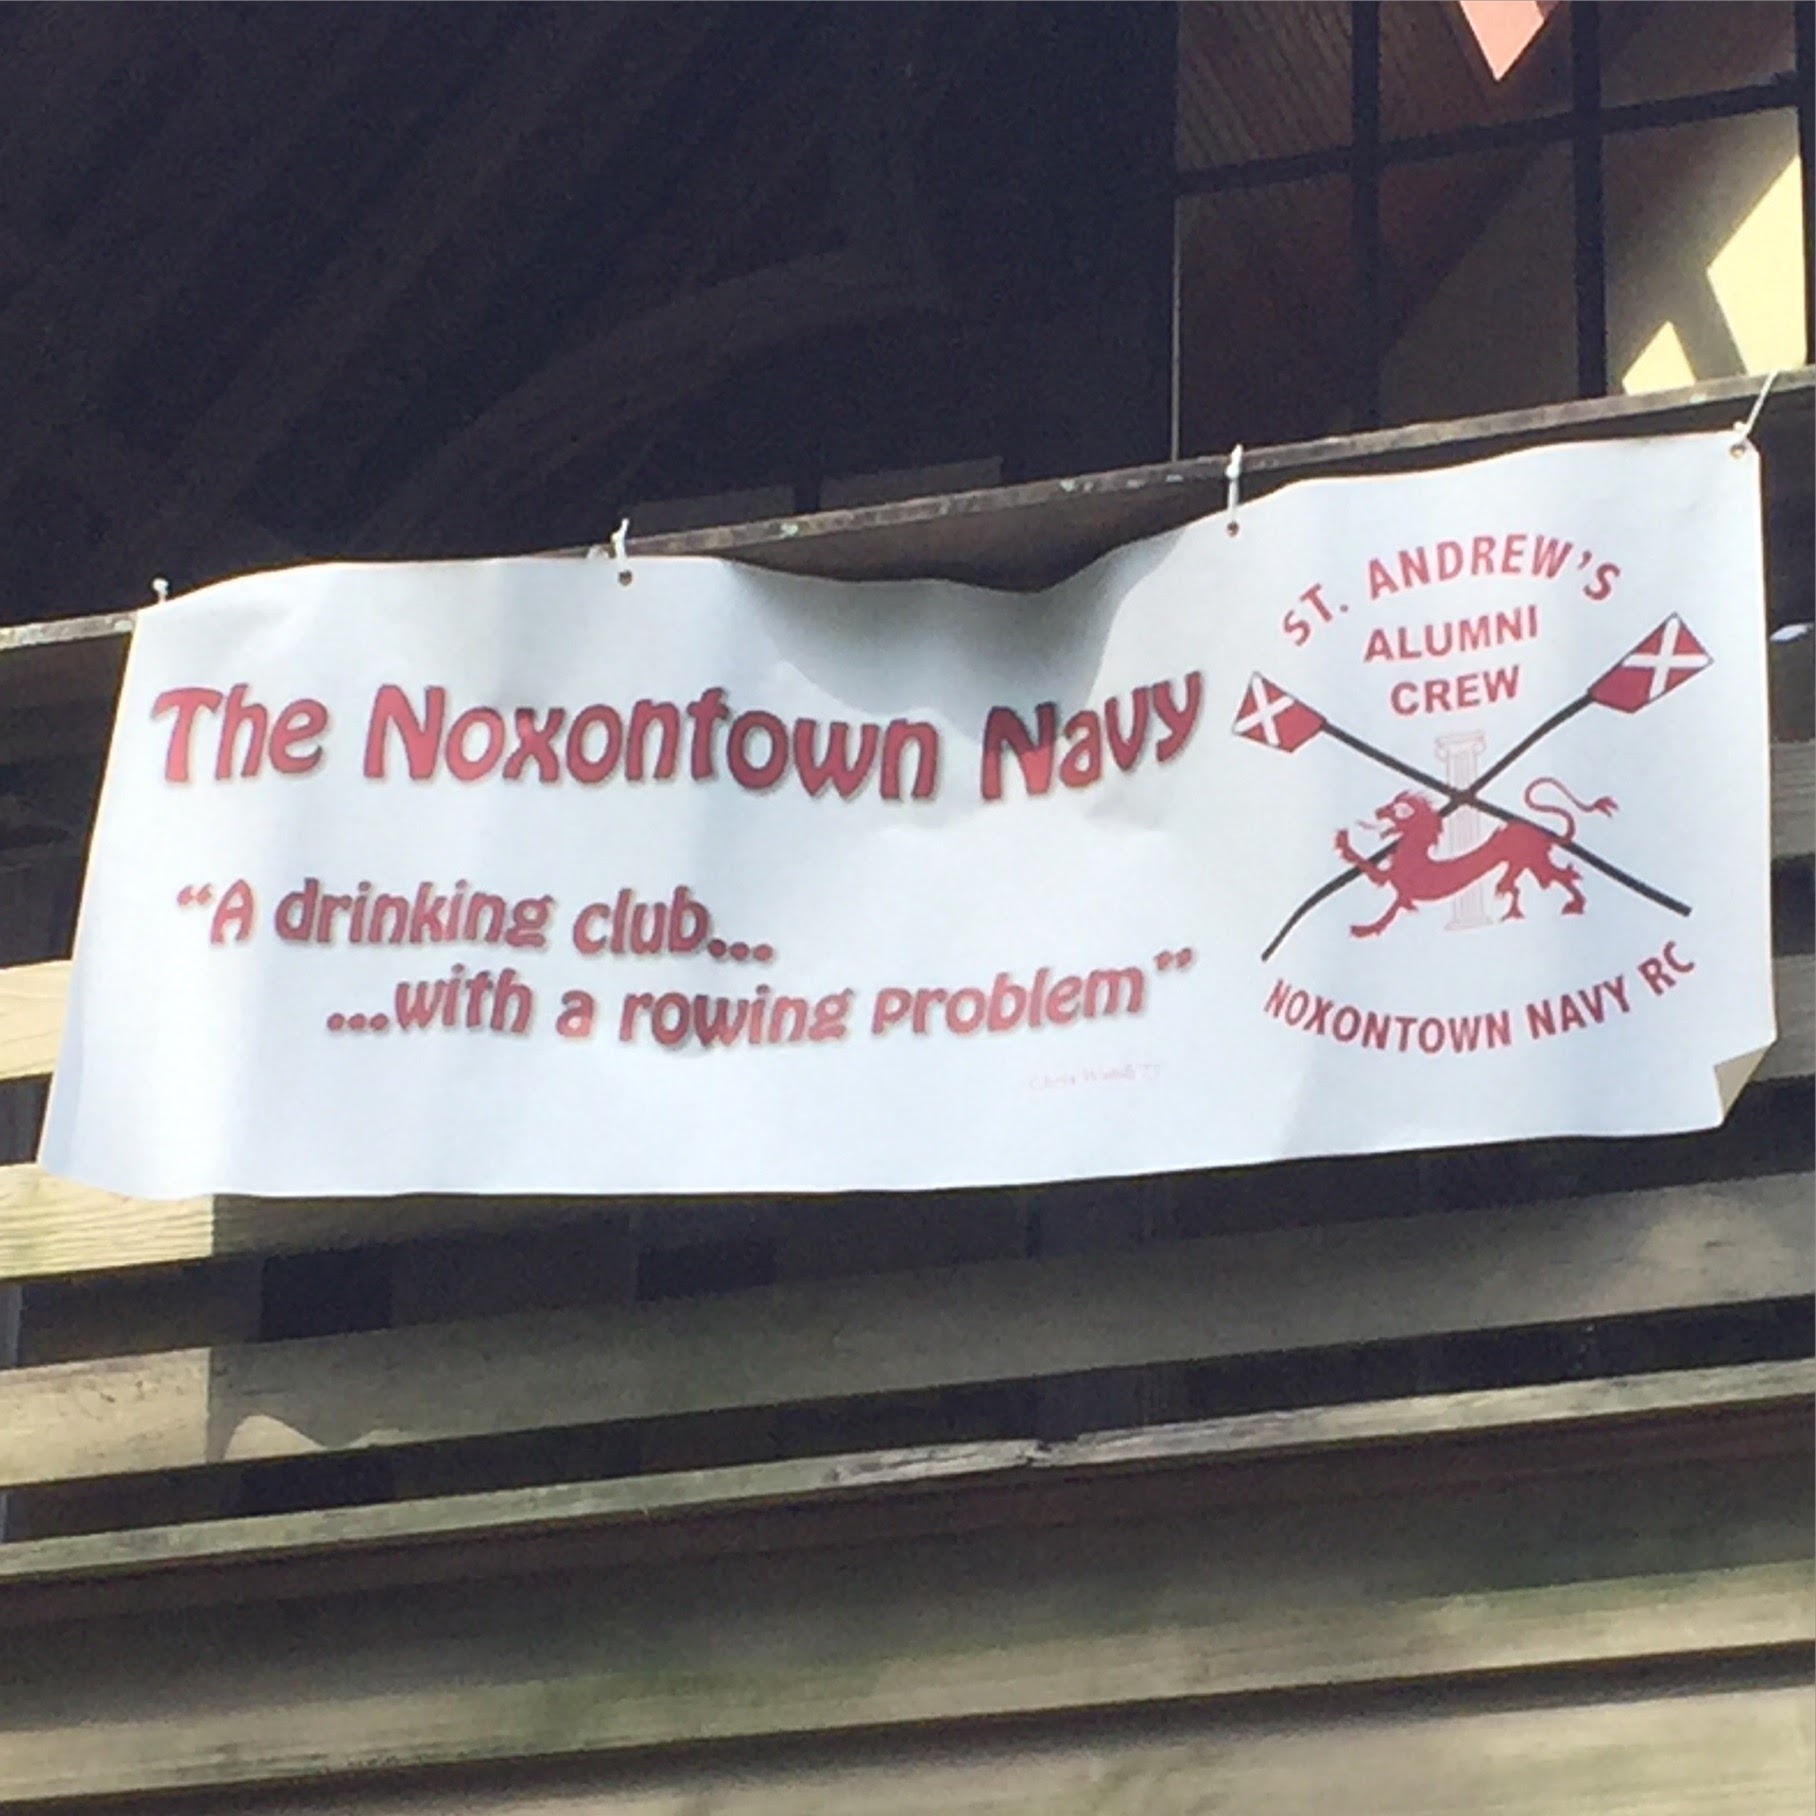 The Noxontown Navy
“A drinking club...
...with a rowing problem”
ST. ANDREW’S
ALUMNI
CREW
NOXONTOWN NAVY RC